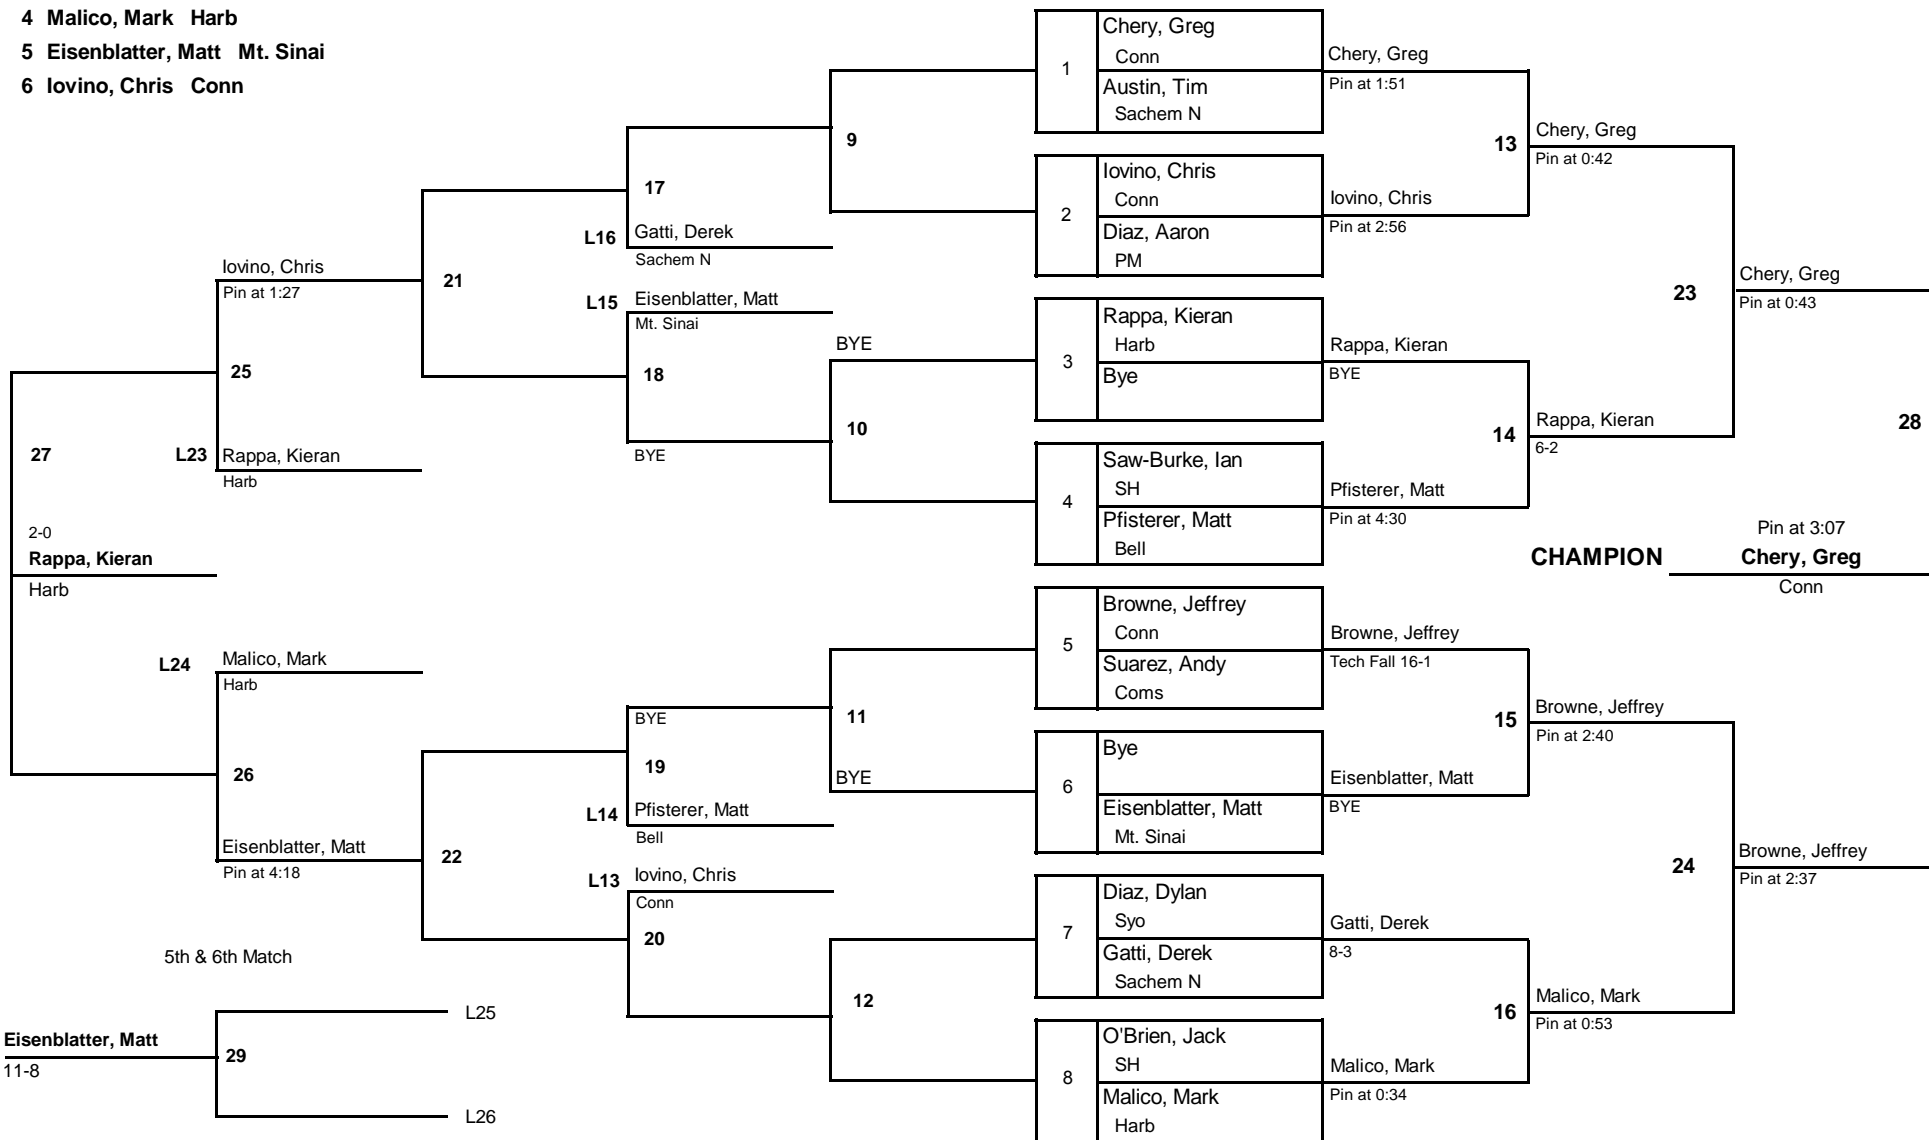 4 Malico, Mark Harb
5 Eisenblatter, Matt Mt. Sinai
6 Iovino, Chris Conn
1
Chery, Greg
Conn
Austin, Tim
Sachem N
2
Iovino, Chris
Conn
Diaz, Aaron
PM
3
Rappa, Kieran
Harb
Bye
4
Saw-Burke, Ian
SH
Pfisterer, Matt
Bell
5
Browne, Jeffrey
Conn
Suarez, Andy
Coms
6
Bye
Eisenblatter, Matt
Mt. Sinai
7
Diaz, Dylan
Syo
Gatti, Derek
Sachem N
8
O'Brien, Jack
SH
Malico, Mark
Harb
Chery, Greg
Pin at 1:51
13
Iovino, Chris
Pin at 2:56
Rappa, Kieran
BYE
14
Pfisterer, Matt
Pin at 4:30
Browne, Jeffrey
Tech Fall 16-1
15
Eisenblatter, Matt
BYE
Gatti, Derek
8-3
16
Malico, Mark
Pin at 0:34
Chery, Greg
Pin at 0:42
23
Rappa, Kieran
6-2
Browne, Jeffrey
Pin at 2:40
24
Malico, Mark
Pin at 0:53
Chery, Greg
Pin at 0:43
28
Browne, Jeffrey
Pin at 2:37
Pin at 3:07
CHAMPION Chery, Greg
Conn
9
BYE
10
11
BYE
12
17
L16 Gatti, Derek
Sachem N
L15 Eisenblatter, Matt
Mt. Sinai
18
BYE
BYE
19
L14 Pfisterer, Matt
Bell
L13 Iovino, Chris
Conn
20
21
22
Iovino, Chris
Pin at 1:27
25
L23 Rappa, Kieran
Harb
L24 Malico, Mark
Harb
26
Eisenblatter, Matt
Pin at 4:18
27
2-0
Rappa, Kieran
Harb
5th & 6th Match
L25
Eisenblatter, Matt
11-8
29
L26